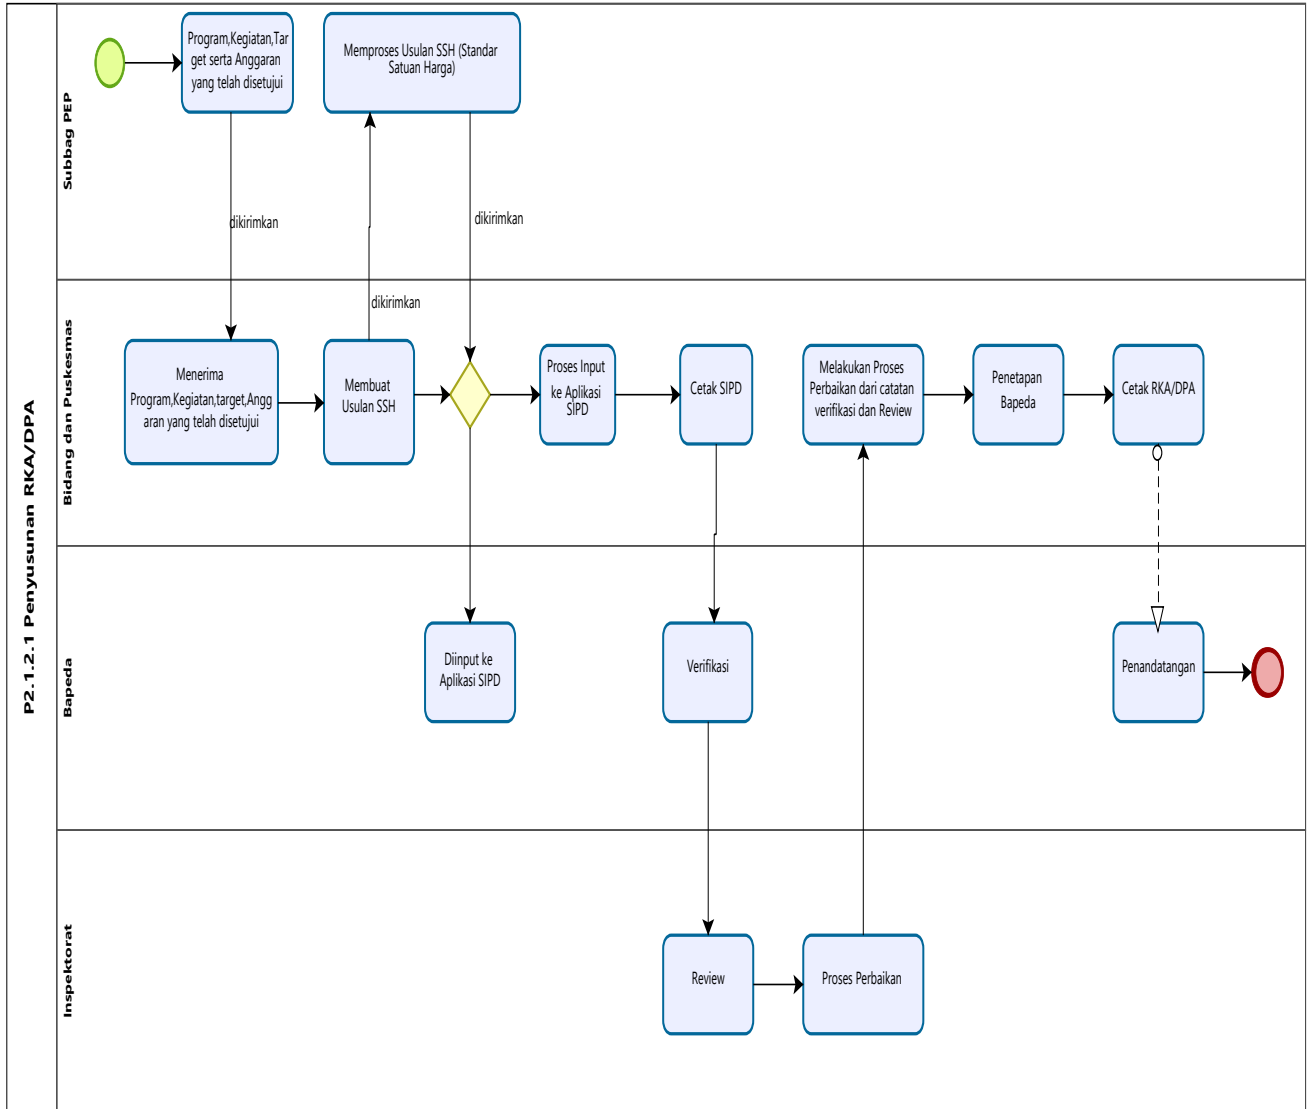 P2.1.2.1 Penyusunan RKA/DPA
Subbag PEP
Program,Kegiatan,Tar
get serta Anggaran
yang telah disetujui
Memproses Usulan SSH (Standar
Satuan Harga)
dikirimkan
dikirimkan
dikirimkan
Bidang dan Puskesmas
Menerima
Program,Kegiatan,target,Angg
aran yang telah disetujui
Membuat
Usulan SSH
Proses Input
ke Aplikasi
SIPD
Cetak SIPD
Melakukan Proses
Perbaikan dari catatan
verifikasi dan Review
Penetapan
Bapeda
Cetak RKA/DPA
Bapeda
Diinput ke
Aplikasi SIPD
Verifikasi
Penandatangan
Inspektorat
Review
Proses Perbaikan